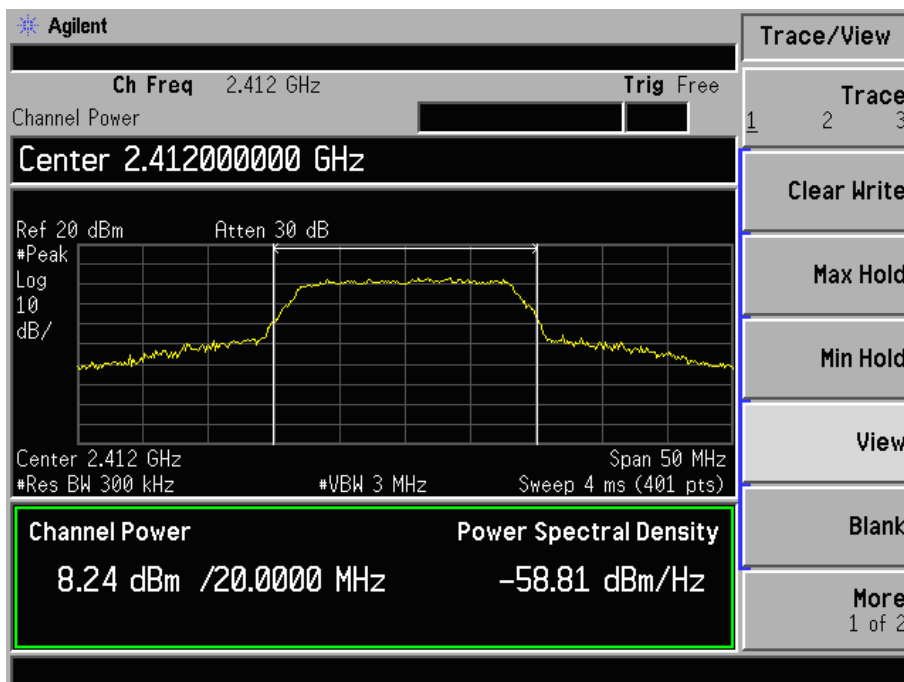 Agilent
Trace/View
Ch Freq 2.412 GHz Trig Free
Channel Power
Trace
1 2 3
Center 2.412000000 GHz
Clear Write
Ref 20 dBm Atten 30 dB
#Peak
Log
10
dB/
Max Hold
Min Hold
View
Center 2.412 GHz Span 50 MHz
#Res BW 300 kHz #VBW 3 MHz Sweep 4 ms (401 pts)
Channel Power Power Spectral Density
8.24 dBm /20.0000 MHz -58.81 dBm/Hz
Blank
More
1 of 2